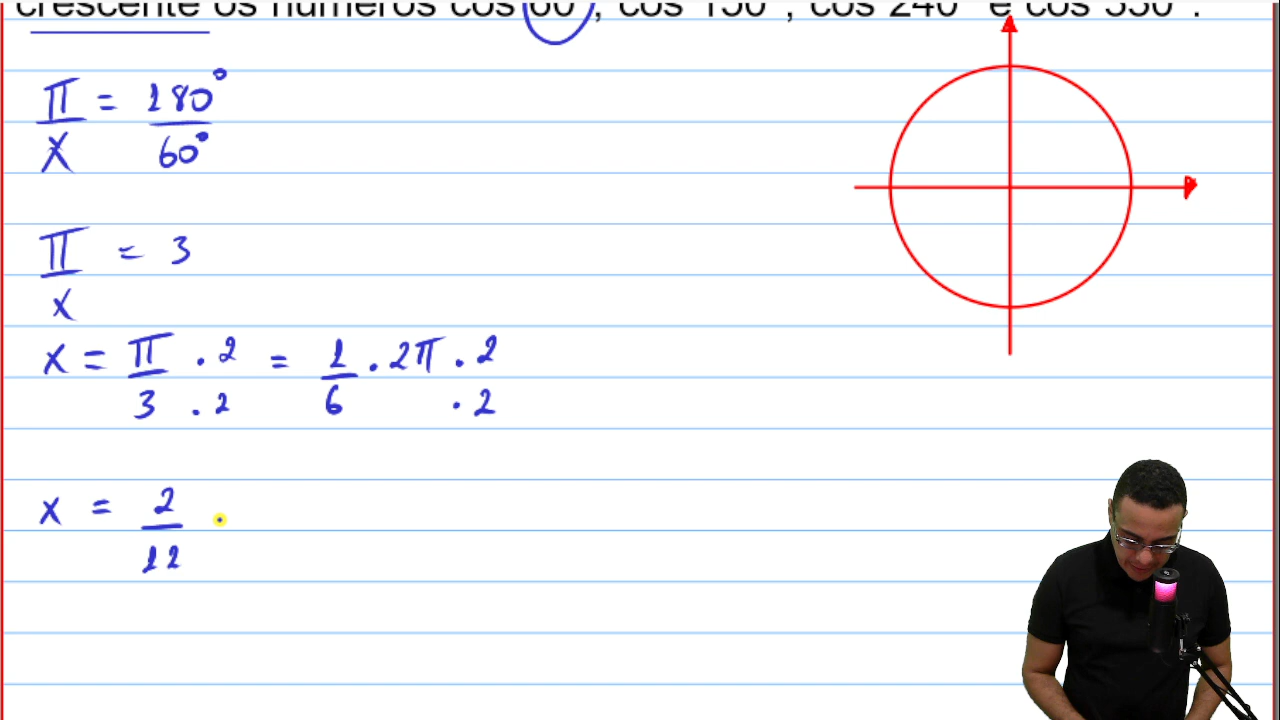 crescente os números cos 60°, cos 150°, cos 240° e cos 330°.
π/x = 180°/60°
π/x = 3
x = π/3 · 2/· 2 = 1/6 · 2π · 2/· 2
x = 2/12 ·